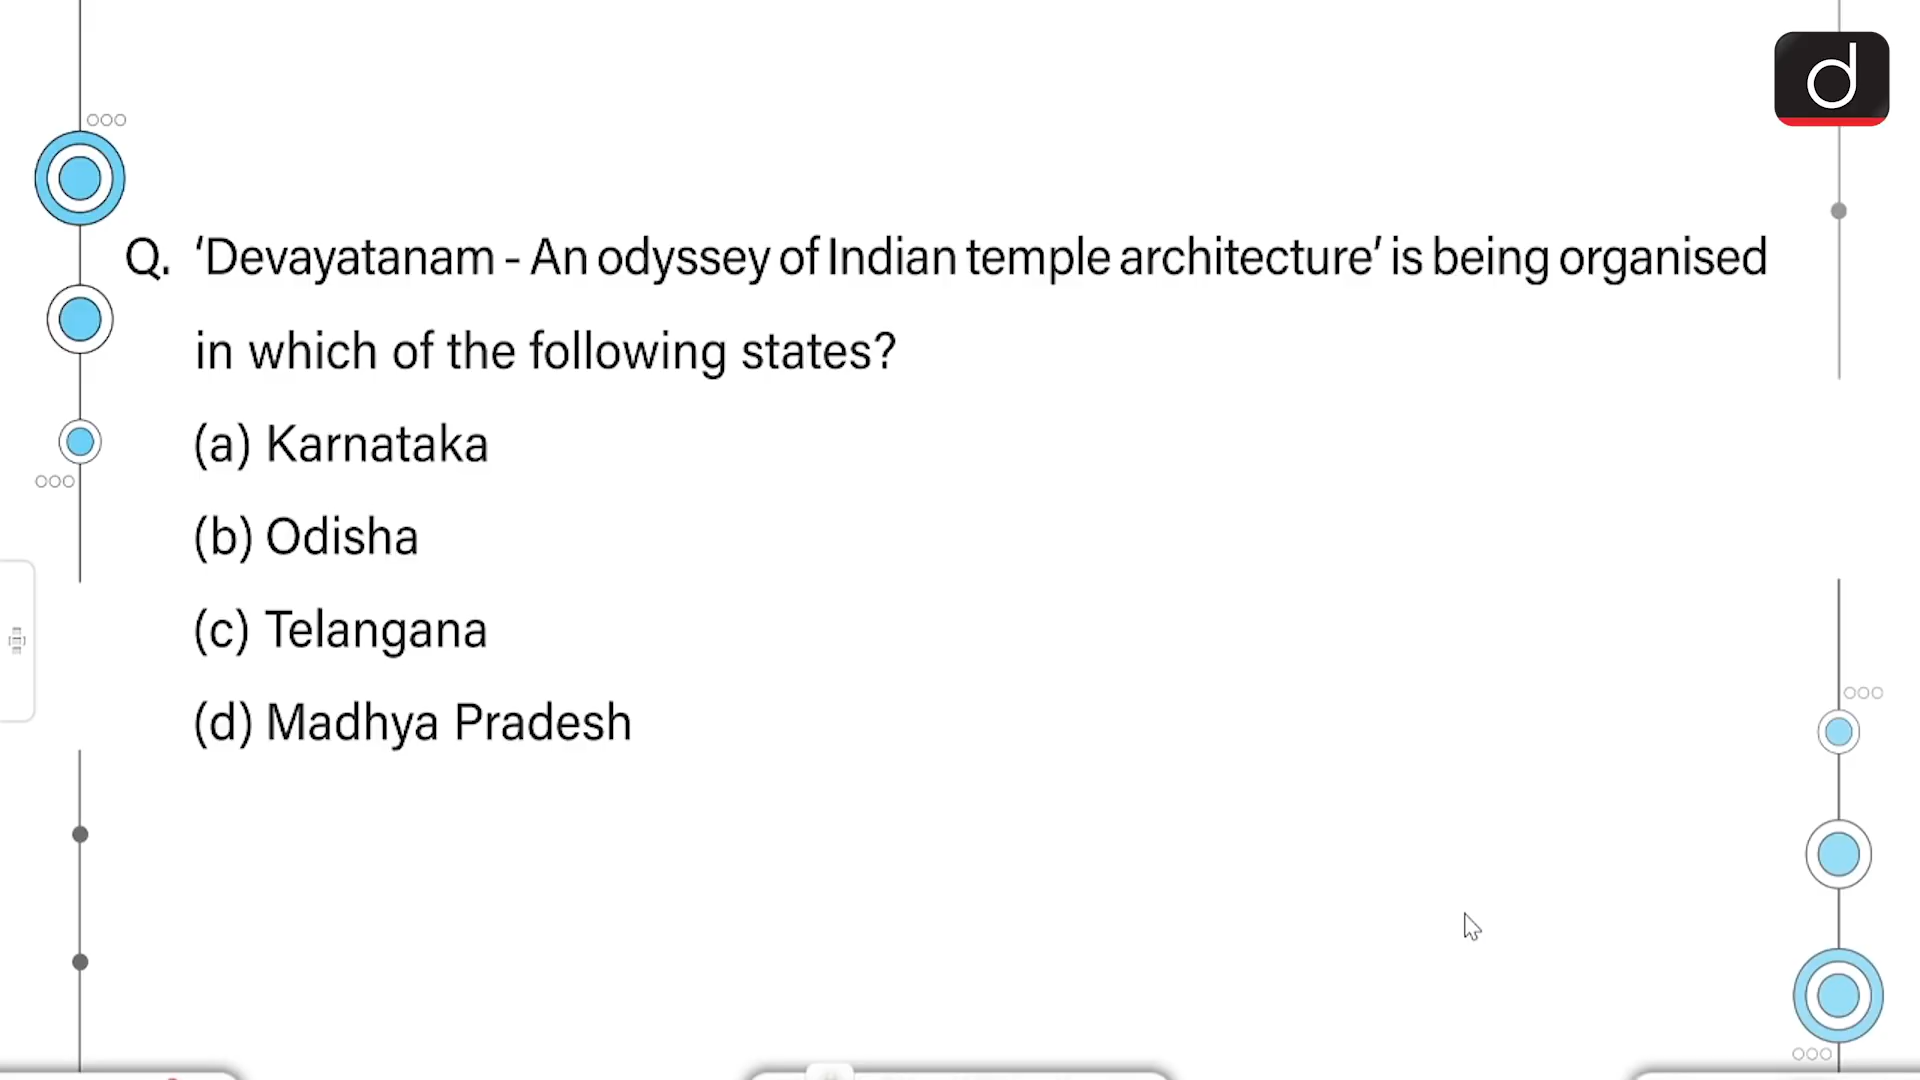 d
Q. ‘Devayatanam - An odyssey of Indian temple architecture’ is being organised
in which of the following states?
(a) Karnataka
(b) Odisha
(c) Telangana
(d) Madhya Pradesh